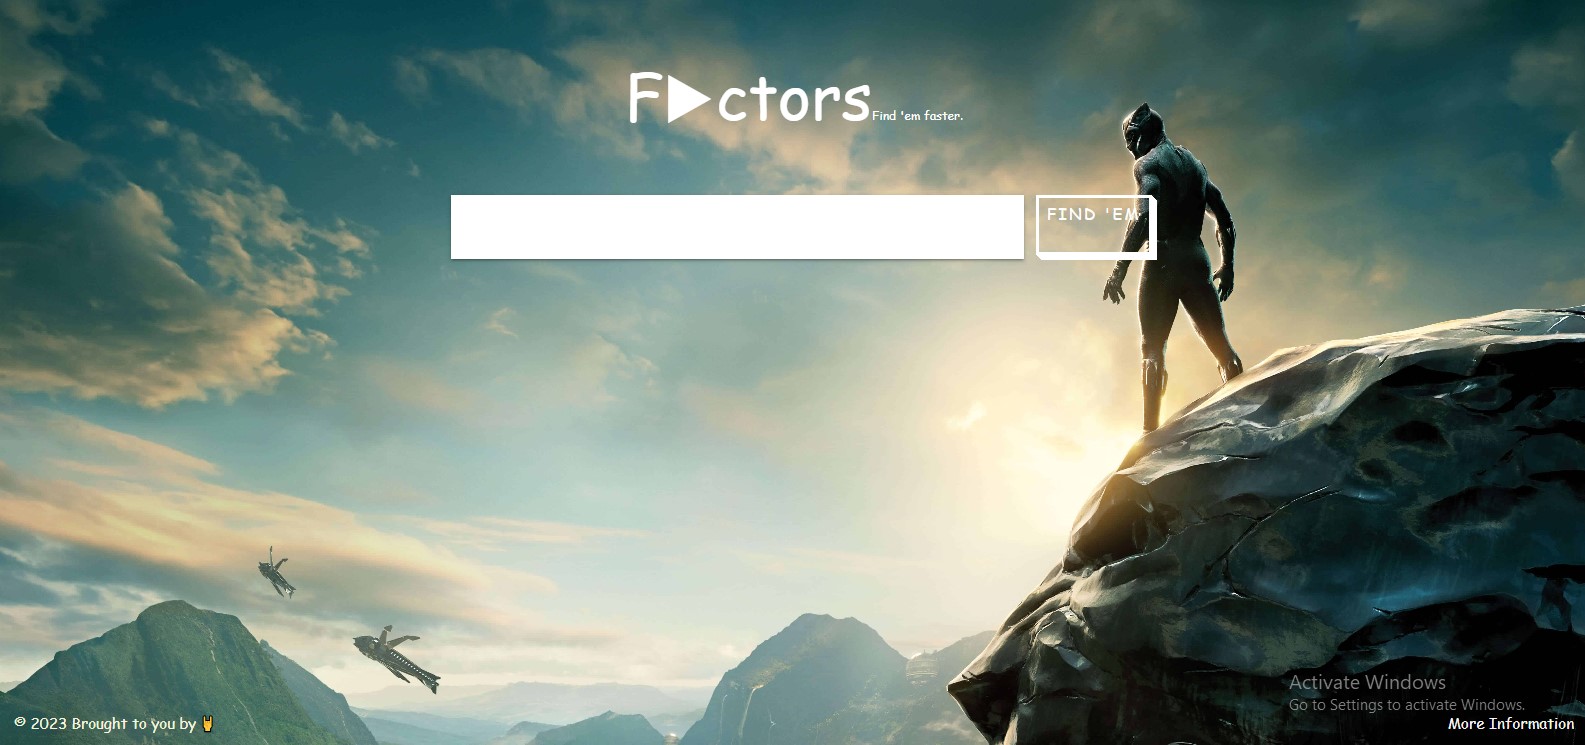 F▶ctors Find 'em faster.
FIND 'EM
Activate Windows
Go to Settings to activate Windows.
© 2023 Brought to you by 🤘
More Information